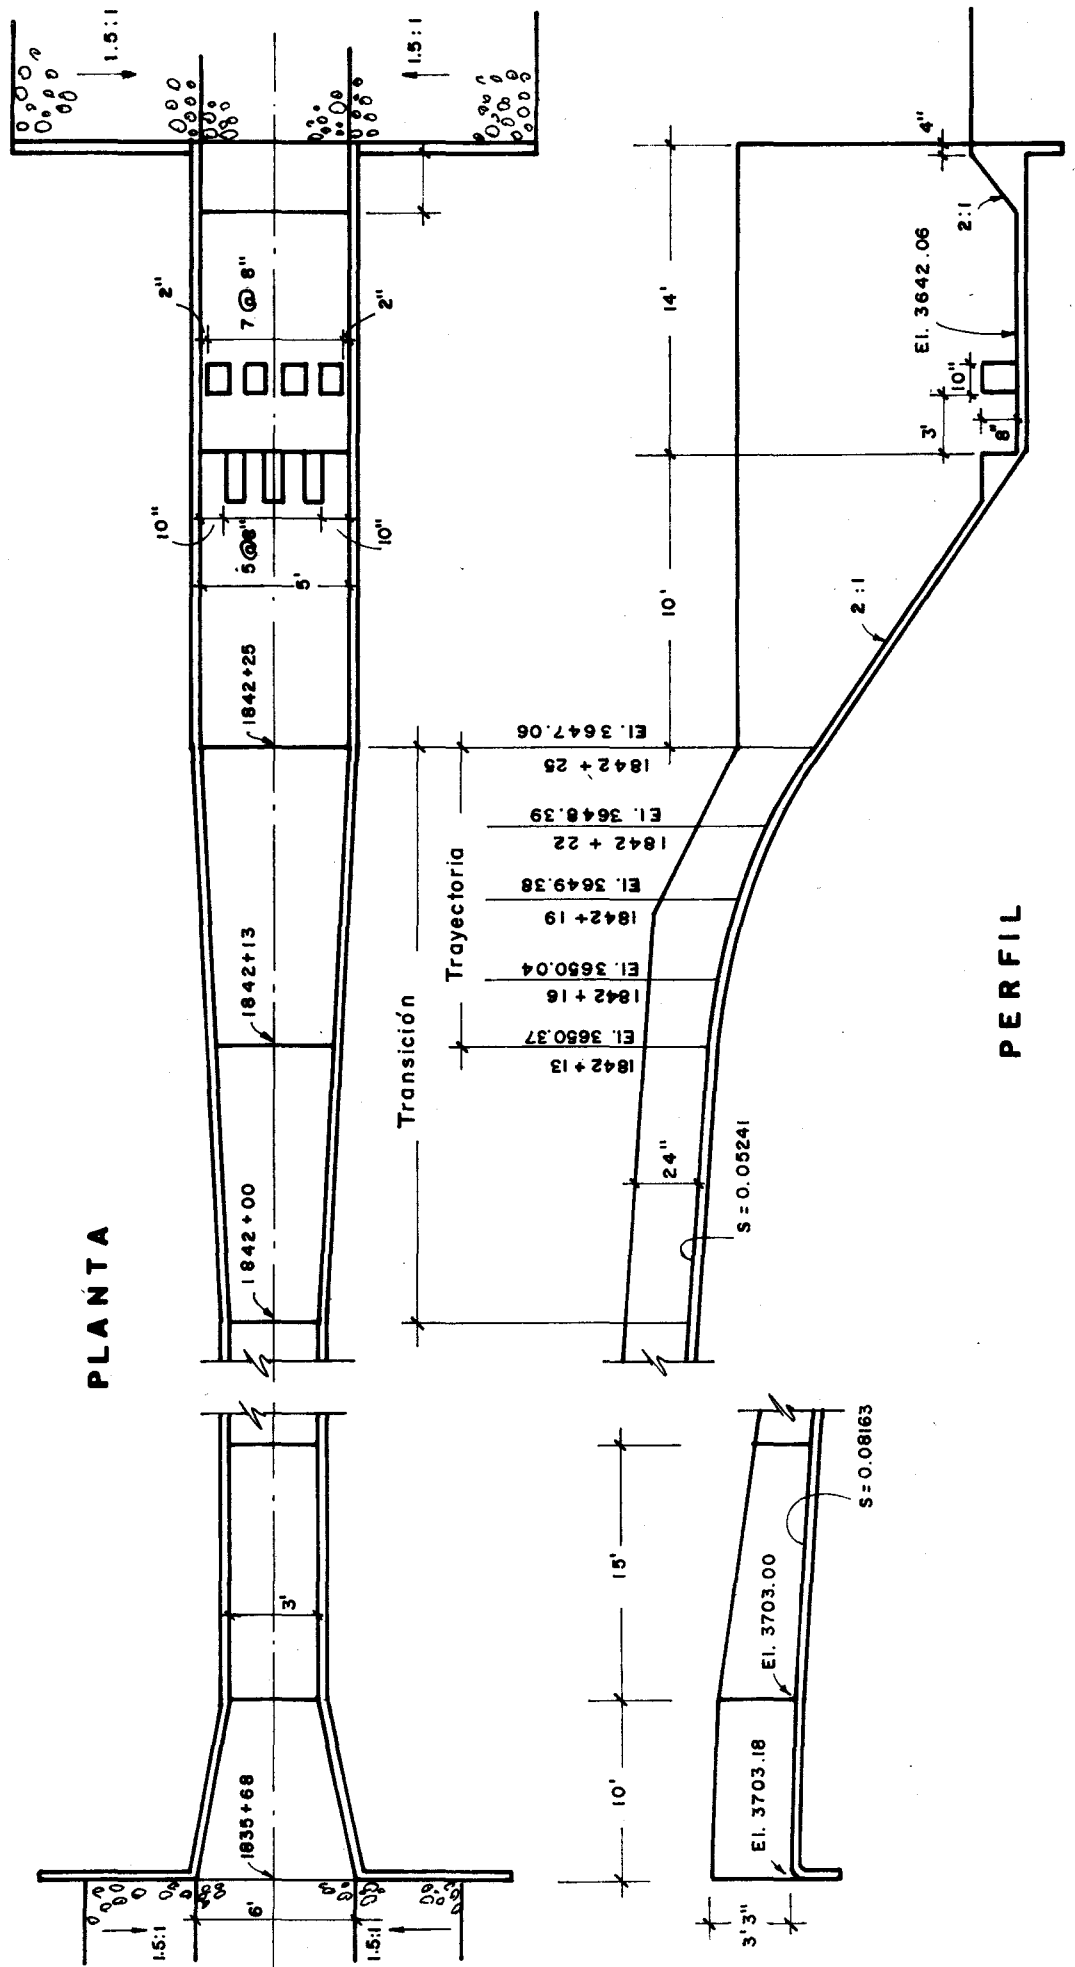 PLANTA
1.5:1
1.5:1
6'
1835+68
3'
1842+00
1842+13
1842+25
5'
10"
5@8"
10"
2"
7 @ 8"
2"
1.5:1
1.5:1
Transición
Trayectoria
1842+13
El. 3650.37
1842+16
El. 3650.04
1842+19
El. 3649.38
1842 + 22
El. 3648.39
1842 + 25
El. 3647.06
10'
14'
4"
2:1
El. 3642.06
10"
3'
8"
2:1
24"
S=0.05241
15'
10'
3'3"
El. 3703.18
El. 3703.00
S=0.08163
PERFIL